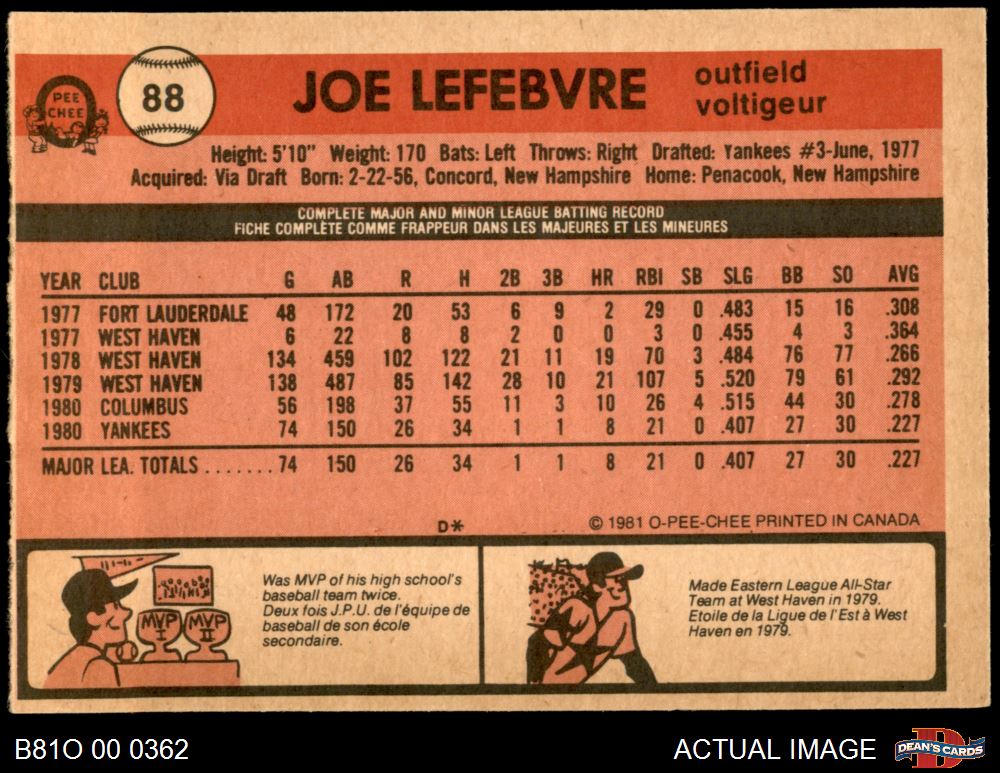 PEE
CHEE
88
JOE LEFEBVRE
outfield
voltigeur
Height: 5'10" Weight: 170 Bats: Left Throws: Right Drafted: Yankees #3-June, 1977
Acquired: Via Draft Born: 2-22-56, Concord, New Hampshire Home: Penacook, New Hampshire
COMPLETE MAJOR AND MINOR LEAGUE BATTING RECORD
FICHE COMPLÈTE COMME FRAPPEUR DANS LES MAJEURES ET LES MINEURES
YEAR CLUB G AB R H 2B 3B HR RBI SB SLG BB SO AVG
1977 FORT LAUDERDALE 48 172 20 53 6 9 2 29 0 .483 15 16 .308
1977 WEST HAVEN 6 22 8 8 2 0 0 3 0 .455 4 3 .364
1978 WEST HAVEN 134 459 102 122 21 11 19 70 3 .484 76 77 .266
1979 WEST HAVEN 138 487 85 142 28 10 21 107 5 .520 79 61 .292
1980 COLUMBUS 56 198 37 55 11 3 10 26 4 .515 44 30 .278
1980 YANKEES 74 150 26 34 1 1 8 21 0 .407 27 30 .227
MAJOR LEA. TOTALS ....... 74 150 26 34 1 1 8 21 0 .407 27 30 .227
D* © 1981 O-PEE-CHEE PRINTED IN CANADA
MVP I
MVP II
Was MVP of his high school's
baseball team twice.
Deux fois J.P.U. de l'équipe de
baseball de son école
secondaire.
Made Eastern League All-Star
Team at West Haven in 1979.
Etoile de la Ligue de l'Est à West
Haven en 1979.
B81O 00 0362
ACTUAL IMAGE
D
DEAN'S CARDS